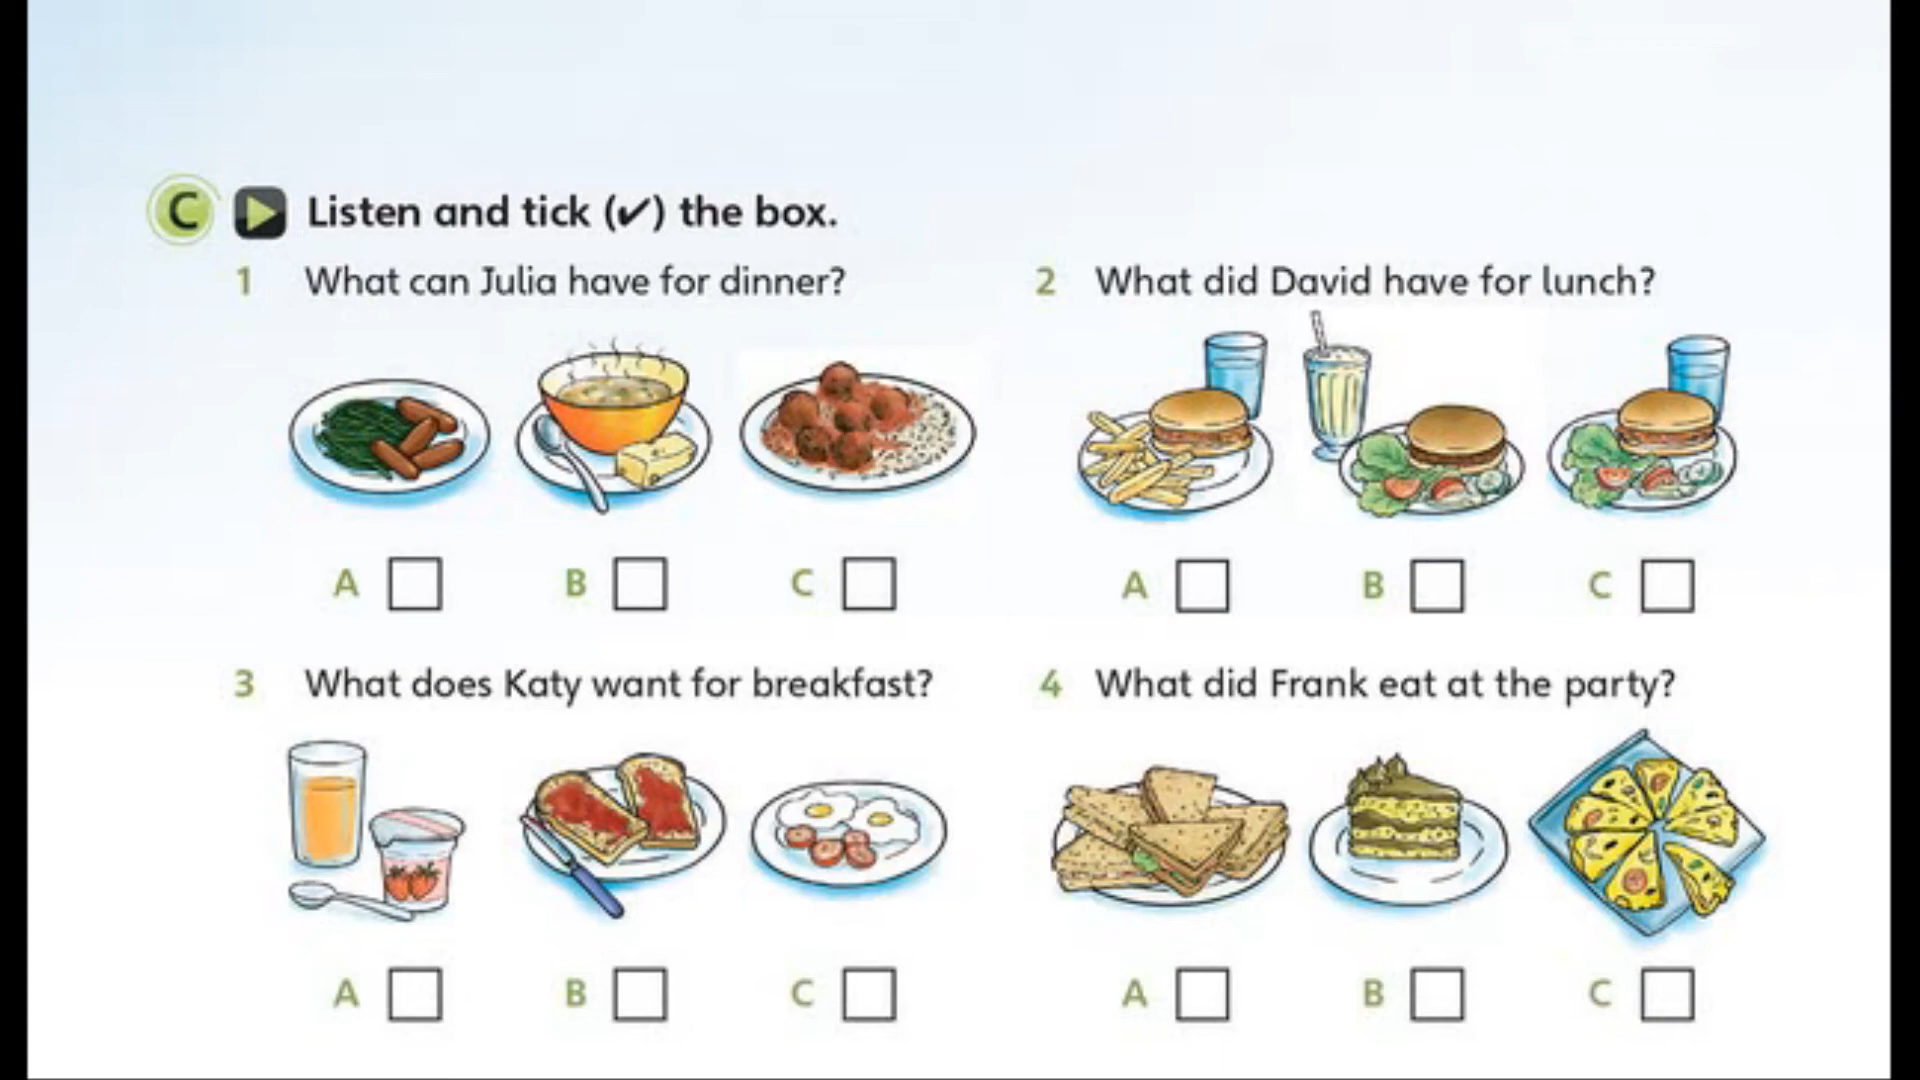 C Listen and tick (✔) the box.
1 What can Julia have for dinner?
A B C
2 What did David have for lunch?
A B C
3 What does Katy want for breakfast?
A B C
4 What did Frank eat at the party?
A B C